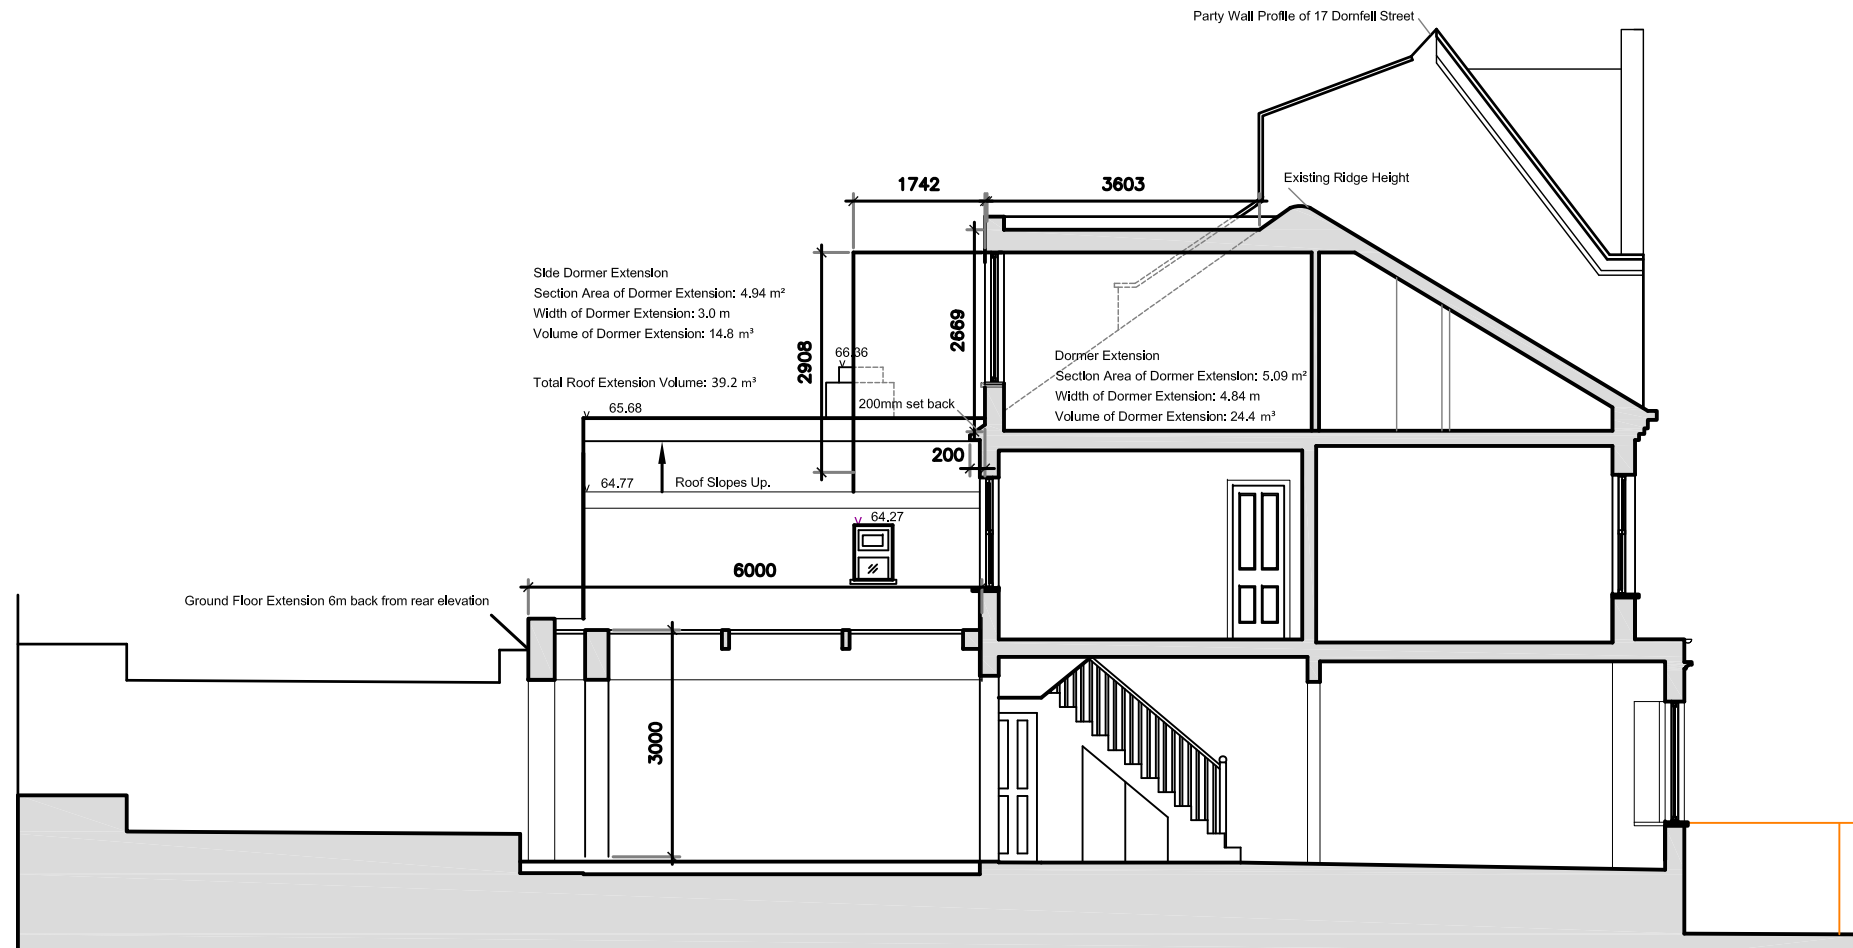 Party Wall Profile of 17 Dornfell Street
Existing Ridge Height
1742
3603
Side Dormer Extension
Section Area of Dormer Extension: 4.94 m²
Width of Dormer Extension: 3.0 m
Volume of Dormer Extension: 14.8 m³
Total Roof Extension Volume: 39.2 m³
2908
2669
66.36
Dormer Extension
Section Area of Dormer Extension: 5.09 m²
Width of Dormer Extension: 4.84 m
Volume of Dormer Extension: 24.4 m³
200mm set back
65.68
200
64.77
Roof Slopes Up.
64.27
6000
Ground Floor Extension 6m back from rear elevation
3000